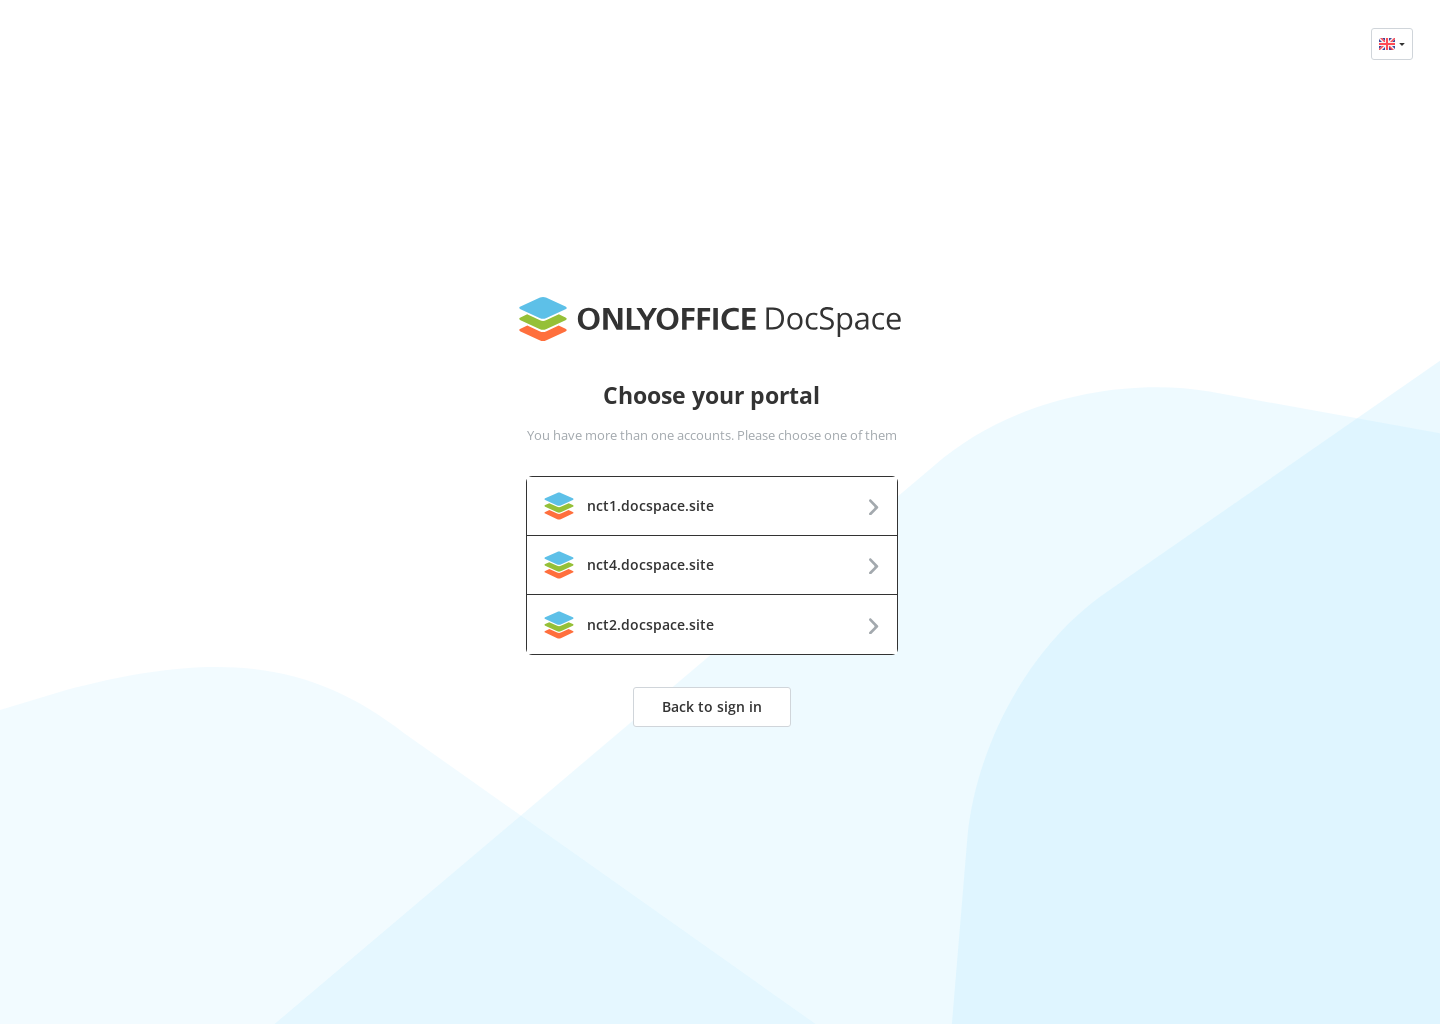 ONLYOFFICE DocSpace
Choose your portal
You have more than one accounts. Please choose one of them
nct1.docspace.site
nct4.docspace.site
nct2.docspace.site
Back to sign in